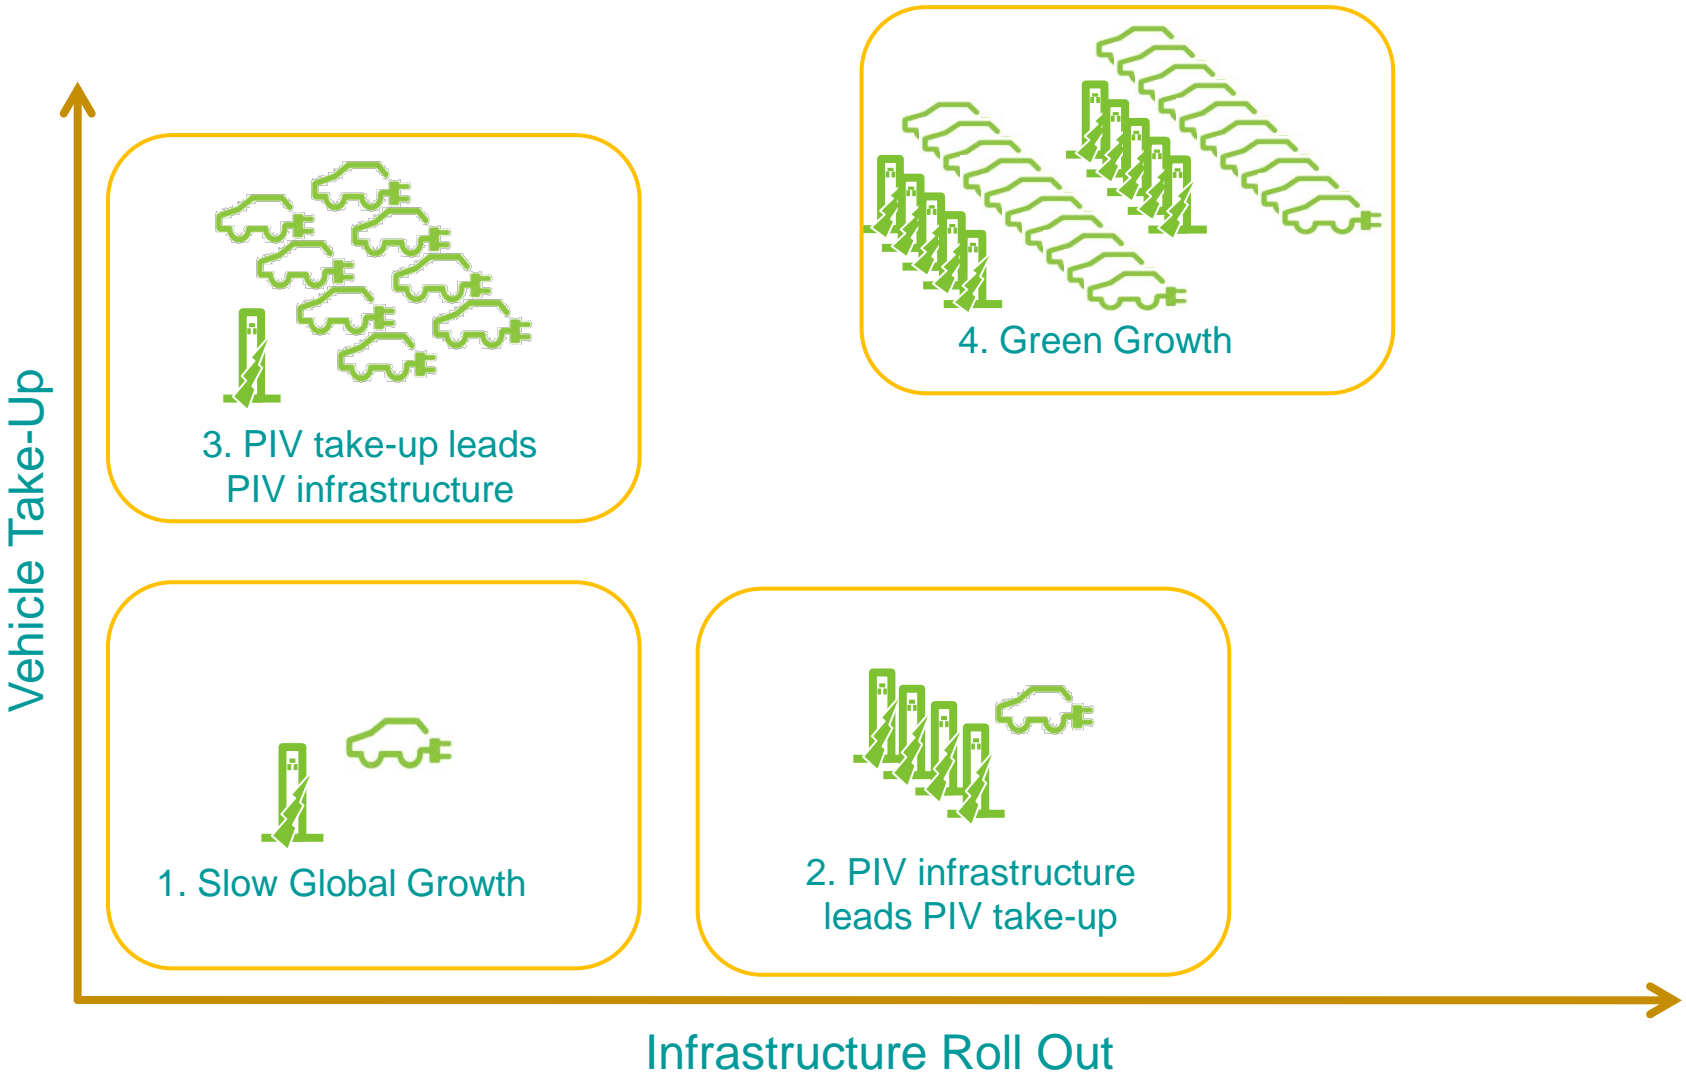 4. Green Growth
3. PIV take-up leads
PIV infrastructure
Vehicle Take-Up
1. Slow Global Growth
2. PIV infrastructure
leads PIV take-up
Infrastructure Roll Out